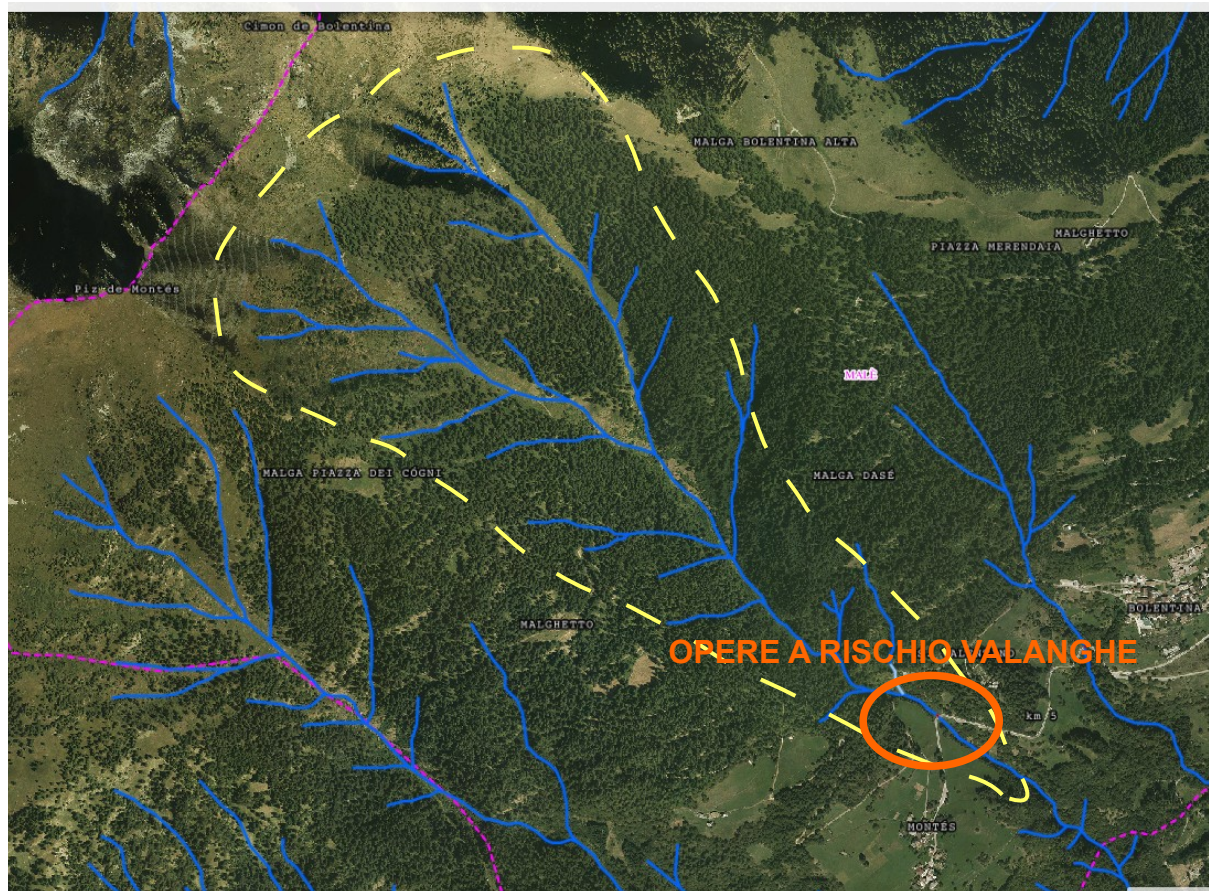 Cimon de Bolentina
MALGA BOLENTINA ALTA
MALGHETTO
PIAZZA MERENDAIA
Piz de Montés
MALÈ
MALGA PIAZZA DEI CÓGNI
MALGA DASÉ
BOLENTINA
MALGHETTO
OPERE A RISCHIO VALANGHE
km 5
MONTÉS